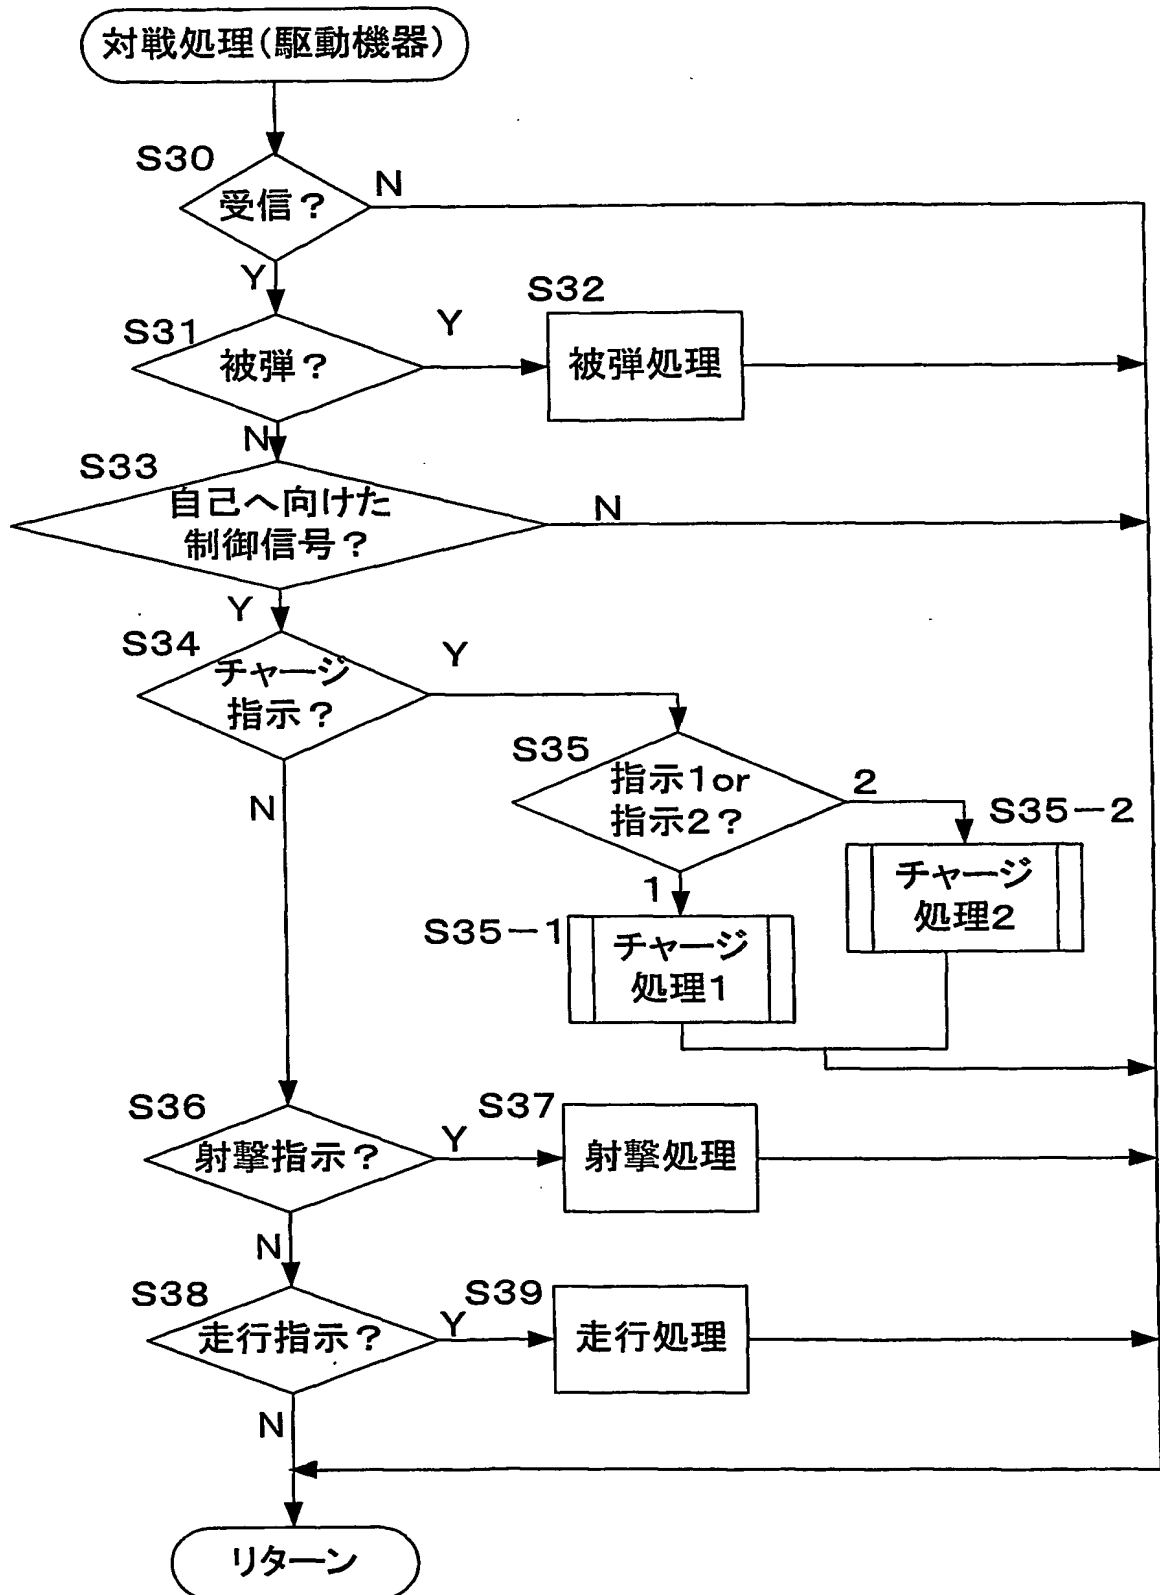 対戦処理(駆動機器)
S30
受信?
N
Y
S31
被弾?
Y
S32
被弾処理
N
S33
自己へ向けた
制御信号?
N
Y
S34
チャージ
指示?
Y
N
S35
指示1or
指示2?
2
1
S35-2
チャージ
処理2
S35-1
チャージ
処理1
S36
射撃指示?
Y
S37
射撃処理
N
S38
走行指示?
Y
S39
走行処理
N
リターン